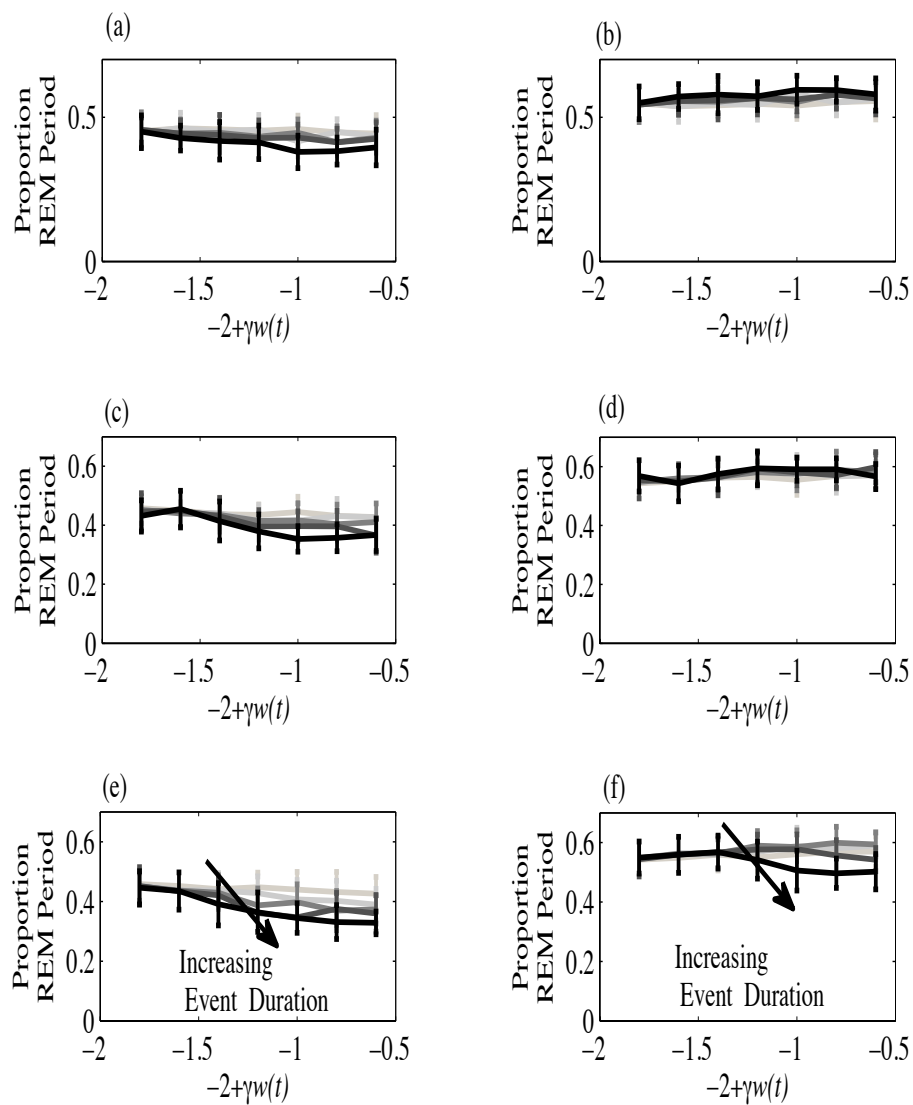 (a)
Proportion
REM Period
0.5
0
−2
−1.5
−1
−0.5
−2+γw(t)
(b)
Proportion
REM Period
0.5
0
−2
−1.5
−1
−0.5
−2+γw(t)
(c)
Proportion
REM Period
0.6
0.4
0.2
0
−2
−1.5
−1
−0.5
−2+γw(t)
(d)
Proportion
REM Period
0.6
0.4
0.2
0
−2
−1.5
−1
−0.5
−2+γw(t)
(e)
Proportion
REM Period
0.6
0.4
0.2
0
Increasing
Event Duration
−2
−1.5
−1
−0.5
−2+γw(t)
(f)
Proportion
REM Period
0.6
0.4
0.2
0
Increasing
Event Duration
−2
−1.5
−1
−0.5
−2+γw(t)